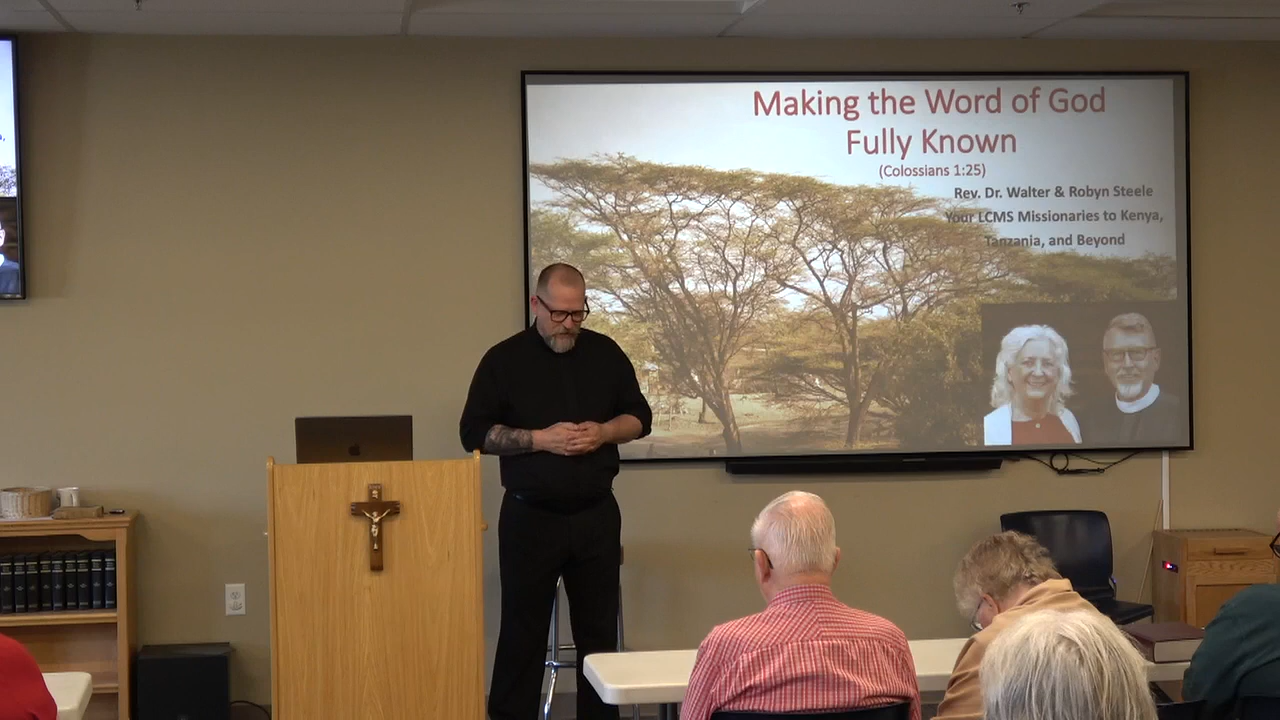 Making the Word of God
Fully Known
(Colossians 1:25)
Rev. Dr. Walter & Robyn Steele
Your LCMS Missionaries to Kenya,
Tanzania, and Beyond